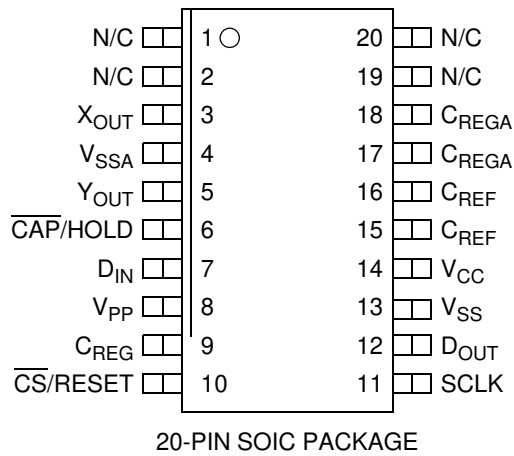 N/C 1 20 N/C
N/C 2 19 N/C
XOUT 3 18 CREGA
VSSA 4 17 CREGA
YOUT 5 16 CREF
CAP/HOLD 6 15 CREF
DIN 7 14 VCC
VPP 8 13 VSS
CREG 9 12 DOUT
CS/RESET 10 11 SCLK
20-PIN SOIC PACKAGE